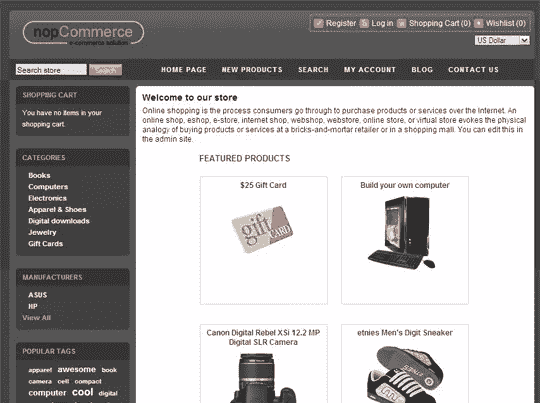 nopCommerce
e-commerce solution
Register Log in Shopping Cart (0) Wishlist (0)
US Dollar
Search store Search
HOME PAGE NEW PRODUCTS SEARCH MY ACCOUNT BLOG CONTACT US
SHOPPING CART
You have no items in your
shopping cart.
CATEGORIES
Books
Computers
Electronics
Apparel & Shoes
Digital downloads
Jewelry
Gift Cards
MANUFACTURERS
ASUS
HP
View All
POPULAR TAGS
apparel awesome book
camera cell compact
computer cool digital
Welcome to our store
Online shopping is the process consumers go through to purchase products or services over the Internet. An
online shop, eshop, e-store, internet shop, webshop, webstore, online store, or virtual store evokes the physical
analogy of buying products or services at a bricks-and-mortar retailer or in a shopping mall. You can edit this in
the admin site.
FEATURED PRODUCTS
$25 Gift Card
gift
CARD
Build your own computer
Canon Digital Rebel XSi 12.2 MP
Digital SLR Camera
etnies Men's Digit Sneaker